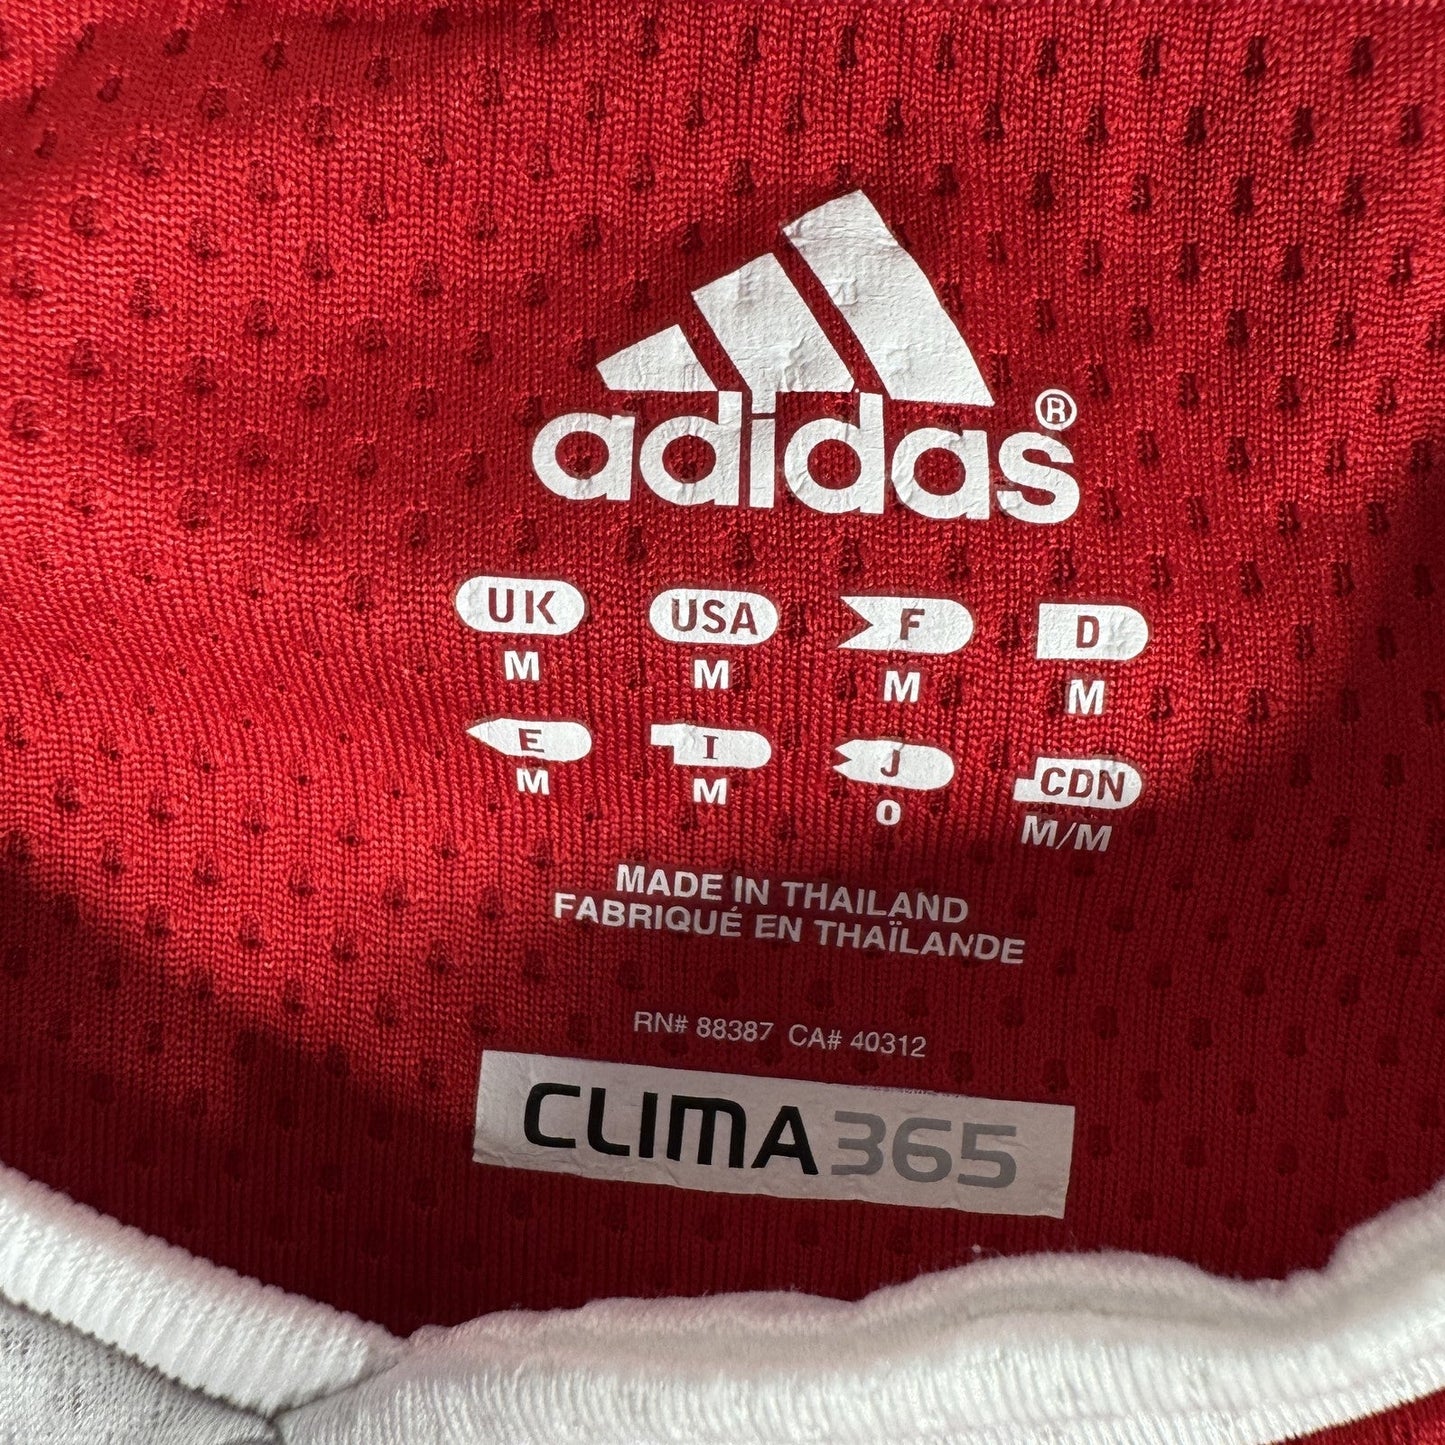 adidas®
UK USA F D
M M M M
E I J CDN
M M O M/M
MADE IN THAILAND
FABRIQUÉ EN THAÏLANDE
RN# 88387 CA# 40312
CLIMA365